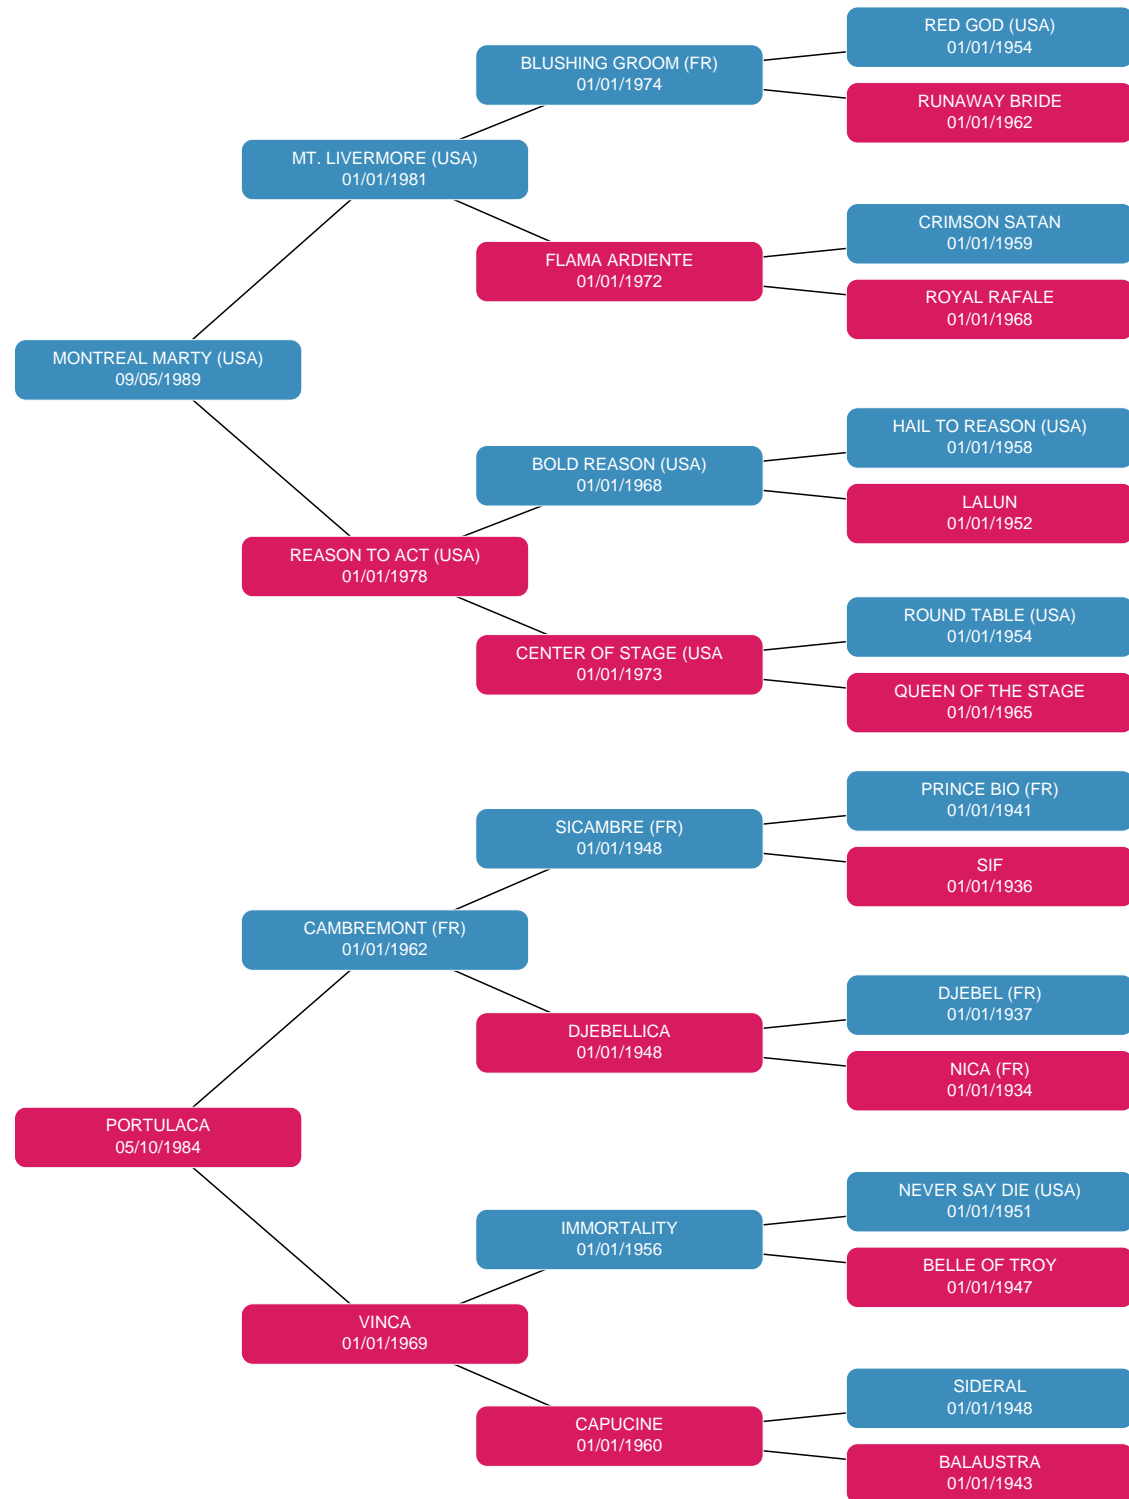 RED GOD (USA)
01/01/1954
BLUSHING GROOM (FR)
01/01/1974
RUNAWAY BRIDE
01/01/1962
MT. LIVERMORE (USA)
01/01/1981
CRIMSON SATAN
01/01/1959
FLAMA ARDIENTE
01/01/1972
ROYAL RAFALE
01/01/1968
MONTREAL MARTY (USA)
09/05/1989
HAIL TO REASON (USA)
01/01/1958
BOLD REASON (USA)
01/01/1968
LALUN
01/01/1952
REASON TO ACT (USA)
01/01/1978
ROUND TABLE (USA)
01/01/1954
CENTER OF STAGE (USA
01/01/1973
QUEEN OF THE STAGE
01/01/1965
PRINCE BIO (FR)
01/01/1941
SICAMBRE (FR)
01/01/1948
SIF
01/01/1936
CAMBREMONT (FR)
01/01/1962
DJEBEL (FR)
01/01/1937
DJEBELLICA
01/01/1948
NICA (FR)
01/01/1934
PORTULACA
05/10/1984
NEVER SAY DIE (USA)
01/01/1951
IMMORTALITY
01/01/1956
BELLE OF TROY
01/01/1947
VINCA
01/01/1969
SIDERAL
01/01/1948
CAPUCINE
01/01/1960
BALAUSTRA
01/01/1943